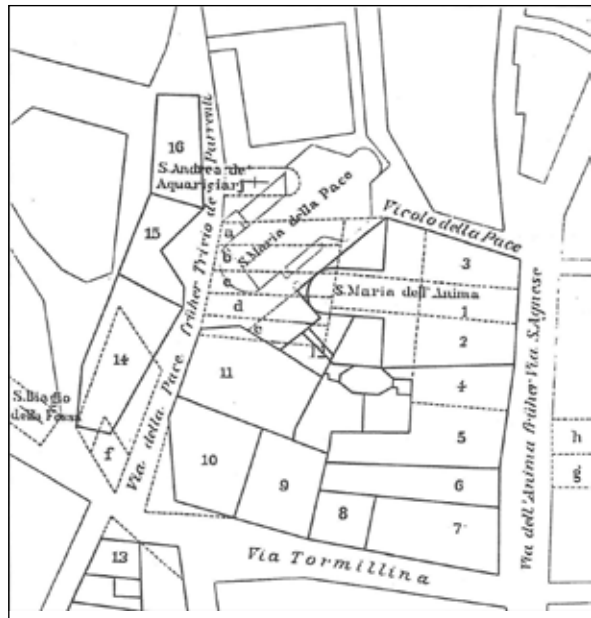 16
S. Andrea de'
Aquariciarj
Via della Pace früher Trivio de Parrenti
S. Maria della Pace
Vicolo della Pace
a
b
c
d
e
15
3
S. Maria dell'Anima
1
2
12
14
11
4
S. Biagio
della Fossa
f
5
10
9
6
8
7
h
g
Via dell'Anima früher Via S. Agnese
13
Via Tormillina